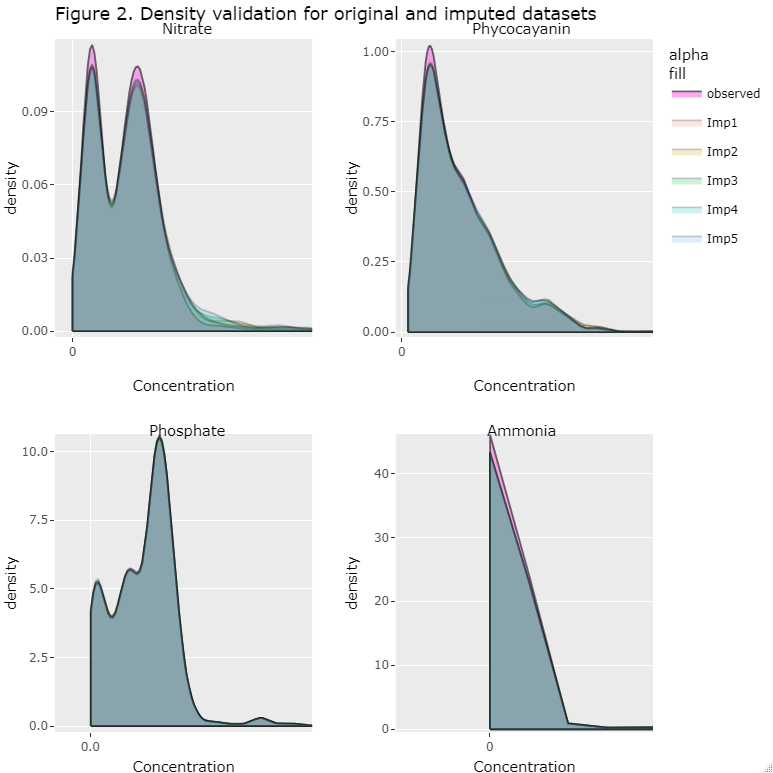 Figure 2. Density validation for original and imputed datasets
Nitrate
Phycocayanin
density
0.09
0.06
0.03
0.00
0
Concentration
density
1.00
0.75
0.50
0.25
0.00
0
Concentration
alpha
fill
observed
Imp1
Imp2
Imp3
Imp4
Imp5
Phosphate
Ammonia
density
10.0
7.5
5.0
2.5
0.0
0.0
Concentration
density
40
30
20
10
0
0
Concentration